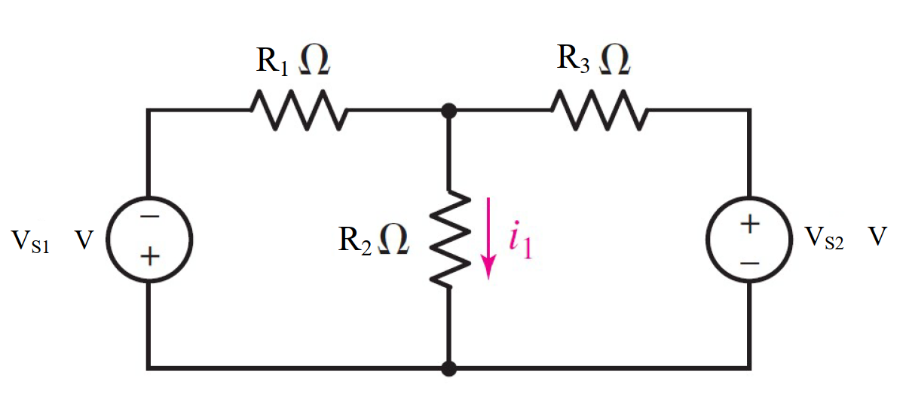 R₁ Ω
R₃ Ω
V_S1 V
−
+
R₂ Ω
i₁
+
−
V_S2 V